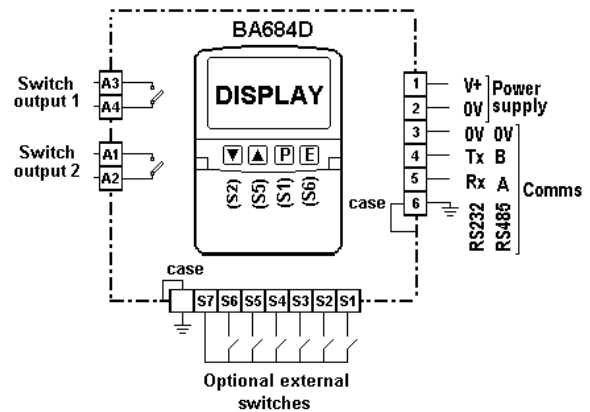 BA684D
DISPLAY
P E
(S2) (S5) (S1) (S6)
Switch
output 1
A3
A4
Switch
output 2
A1
A2
1 V+
2 0V
Power
supply
3 0V 0V
4 Tx B
5 Rx A
6
Comms
RS232 RS485
case
case
S7 S6 S5 S4 S3 S2 S1
Optional external
switches